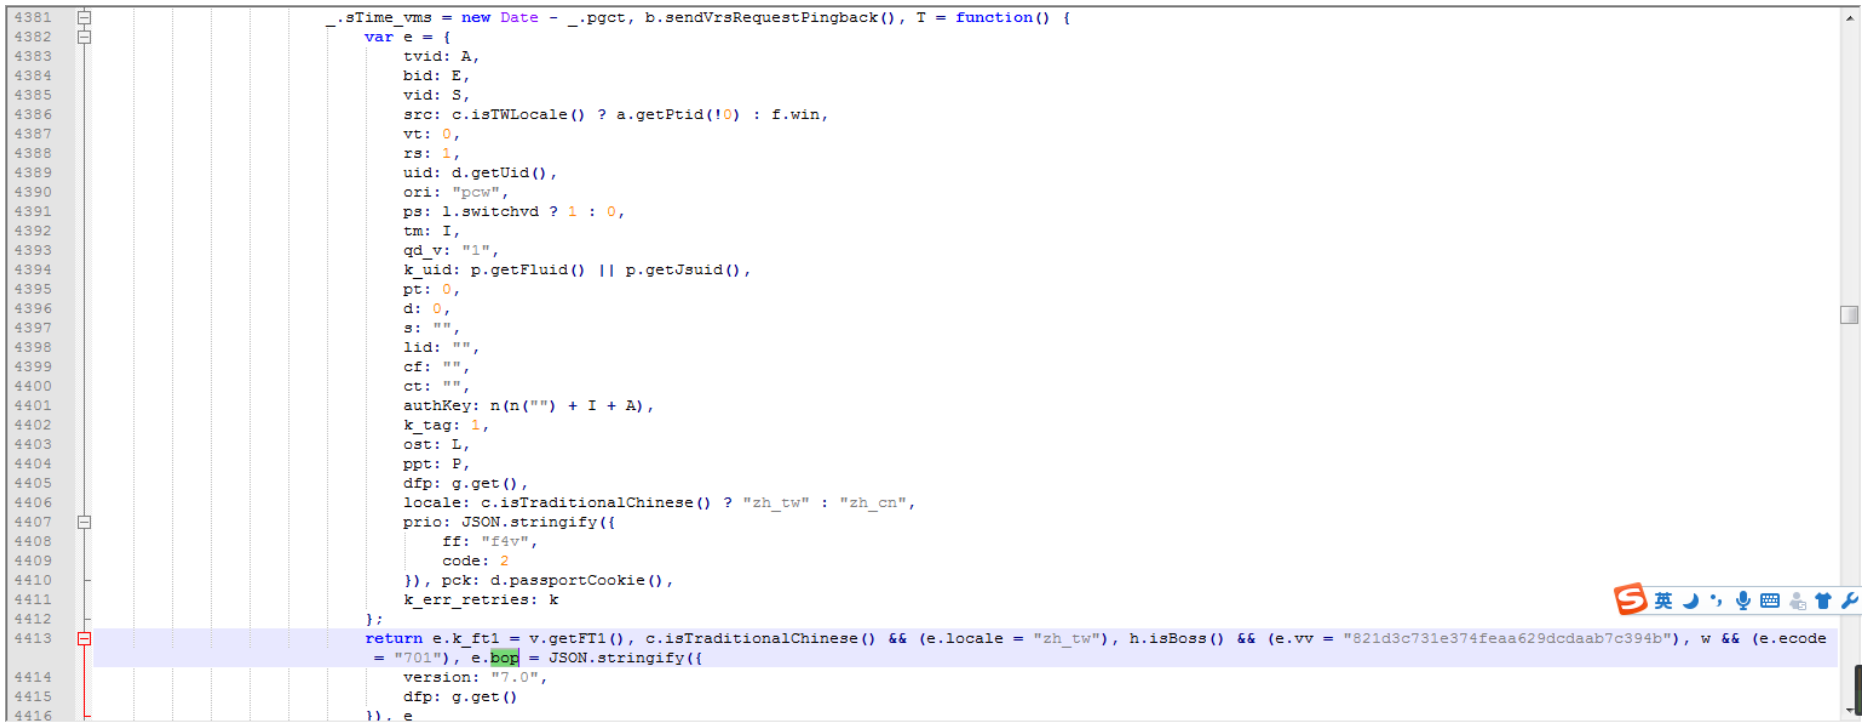 4381 _.sTime_vms = new Date - _.pgct, b.sendVrsRequestPingback(), T = function() {
4382 var e = {
4383 tvid: A,
4384 bid: E,
4385 vid: S,
4386 src: c.isTWLocale() ? a.getPtid(!0) : f.win,
4387 vt: 0,
4388 rs: 1,
4389 uid: d.getUid(),
4390 ori: "pcw",
4391 ps: l.switchvd ? 1 : 0,
4392 tm: I,
4393 qd_v: "1",
4394 k_uid: p.getFluid() || p.getJsuid(),
4395 pt: 0,
4396 d: 0,
4397 s: "",
4398 lid: "",
4399 cf: "",
4400 ct: "",
4401 authKey: n(n("") + I + A),
4402 k_tag: 1,
4403 ost: L,
4404 ppt: P,
4405 dfp: g.get(),
4406 locale: c.isTraditionalChinese() ? "zh_tw" : "zh_cn",
4407 prio: JSON.stringify({
4408 ff: "f4v",
4409 code: 2
4410 }), pck: d.passportCookie(),
4411 k_err_retries: k
英
4412 };
4413 return e.k_ft1 = v.getFT1(), c.isTraditionalChinese() && (e.locale = "zh_tw"), h.isBoss() && (e.vv = "821d3c731e374feaa629dcdaab7c394b"), w && (e.ecode
= "701"), e.bop = JSON.stringify({
4414 version: "7.0",
4415 dfp: g.get()
4416 }), e